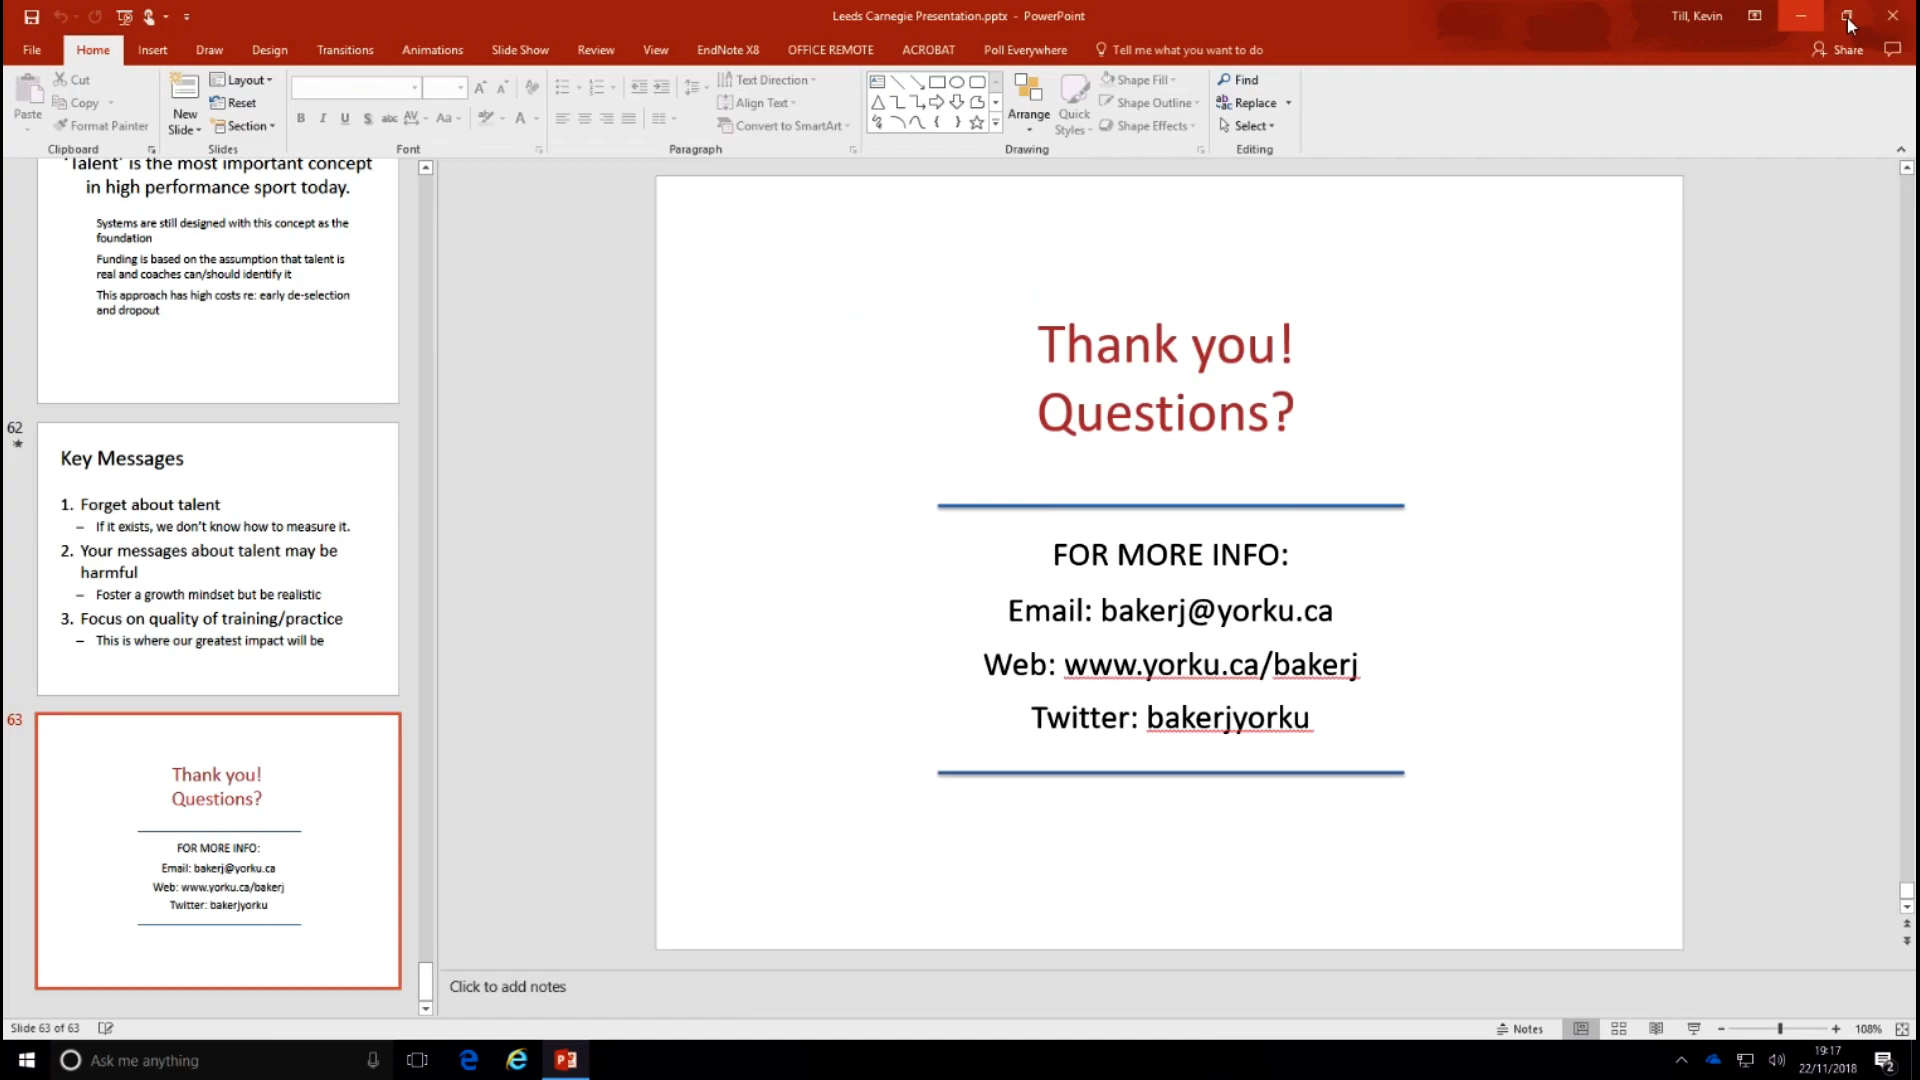 Leeds Carnegie Presentation.pptx - PowerPoint
Till, Kevin
File Home Insert Draw Design Transitions Animations Slide Show Review View EndNote X8 OFFICE REMOTE ACROBAT Poll Everywhere Tell me what you want to do Share
Paste
Cut
Copy
Format Painter
Clipboard
New
Slide
Layout
Reset
Section
Slides
B I U S abc AV Aa A
Font
Text Direction
Align Text
Convert to SmartArt
Paragraph
Arrange
Quick
Styles
Shape Fill
Shape Outline
Shape Effects
Drawing
Find
Replace
Select
Editing
'Talent' is the most important concept
in high performance sport today.
Systems are still designed with this concept as the
foundation
Funding is based on the assumption that talent is
real and coaches can/should identify it
This approach has high costs re: early de-selection
and dropout
62
Key Messages
1. Forget about talent
– If it exists, we don't know how to measure it.
2. Your messages about talent may be
harmful
– Foster a growth mindset but be realistic
3. Focus on quality of training/practice
– This is where our greatest impact will be
63
Thank you!
Questions?
FOR MORE INFO:
Email: bakerj@yorku.ca
Web: www.yorku.ca/bakerj
Twitter: bakerjyorku
Thank you!
Questions?
FOR MORE INFO:
Email: bakerj@yorku.ca
Web: www.yorku.ca/bakerj
Twitter: bakerjyorku
Click to add notes
Slide 63 of 63
Notes
108%
Ask me anything
19:17
22/11/2018
2